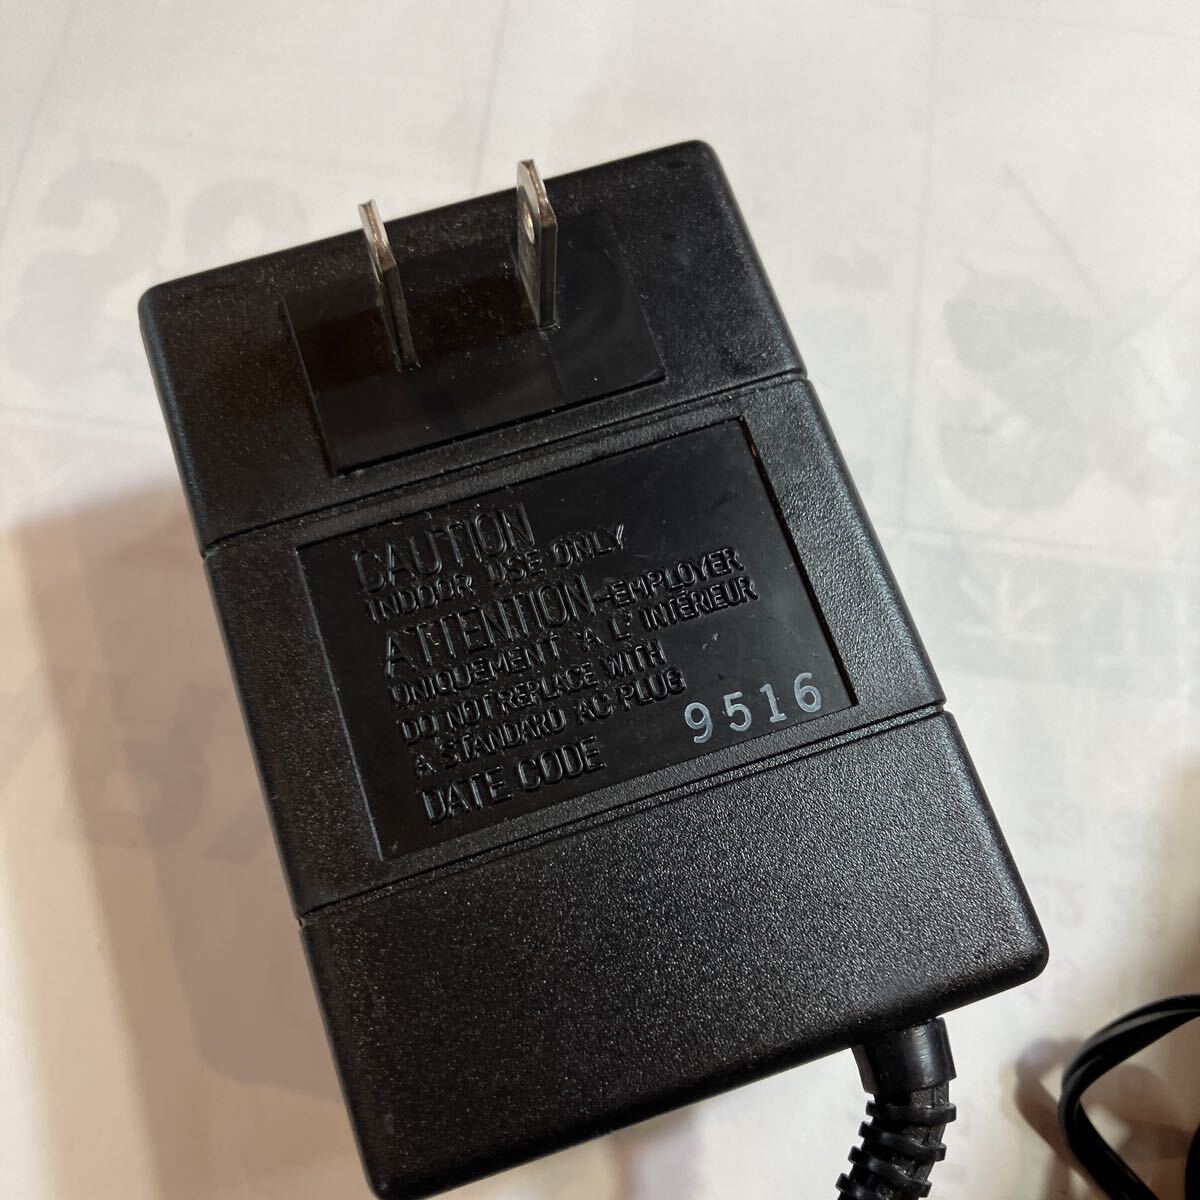 CAUTION
INDOOR USE ONLY
ATTENTION-EMPLOYER
UNIQUEMENT 'A L' INTÉRIEUR
DO NOT REPLACE WITH
A STANDARD AC PLUG
DATE CODE 9516